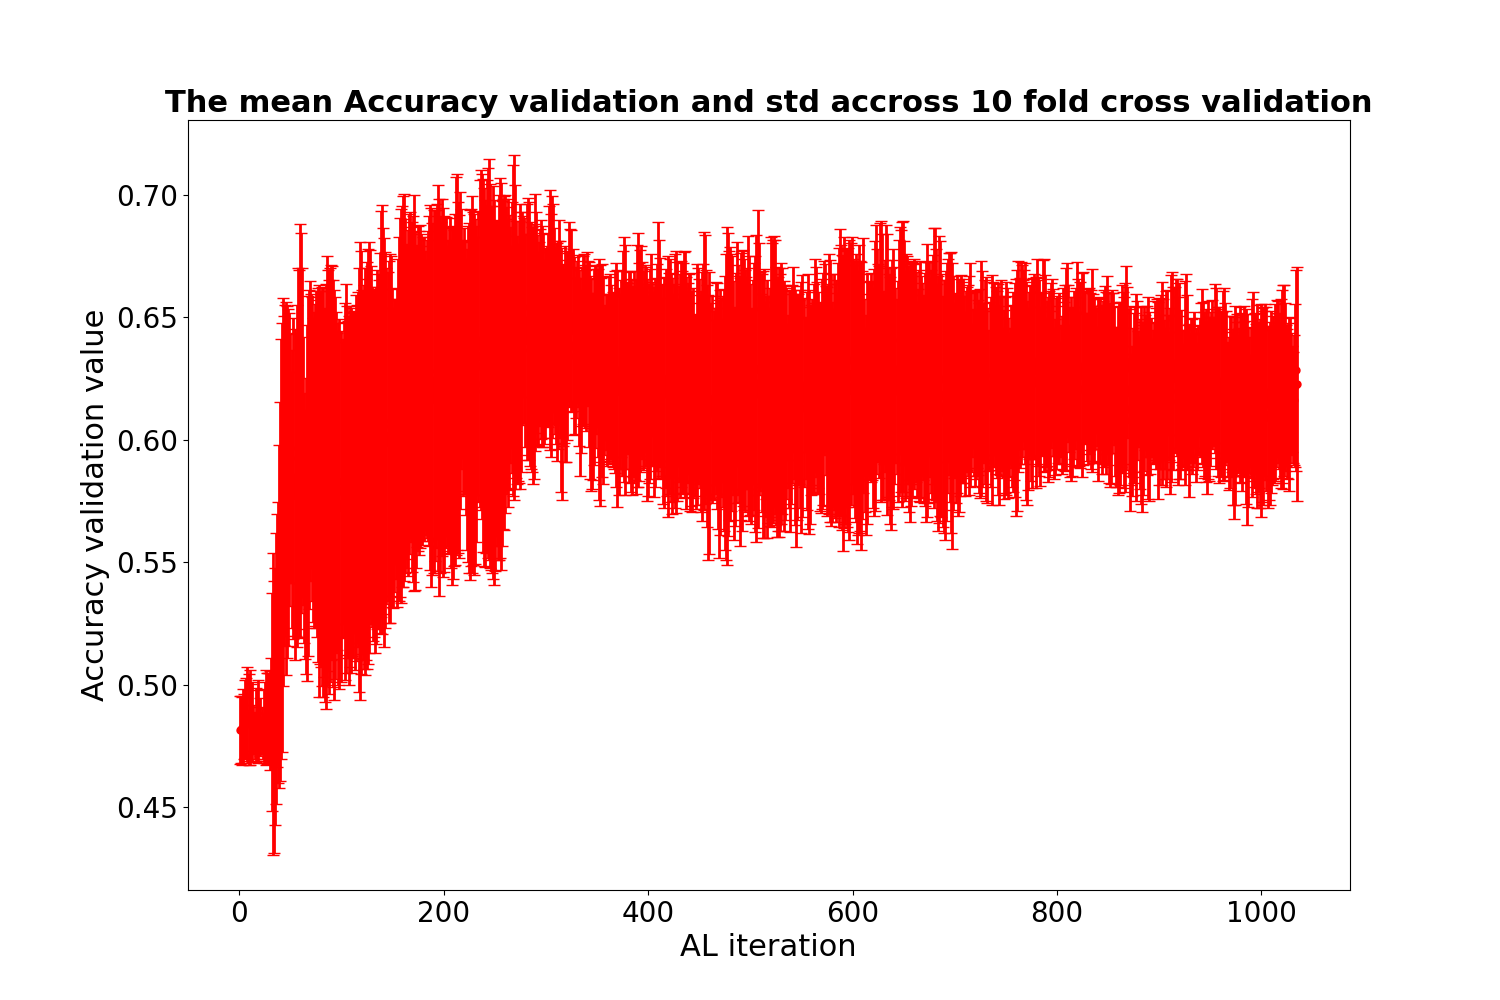 The mean Accuracy validation and std accross 10 fold cross validation
Accuracy validation value
0.70
0.65
0.60
0.55
0.50
0.45
0 200 400 600 800 1000
AL iteration